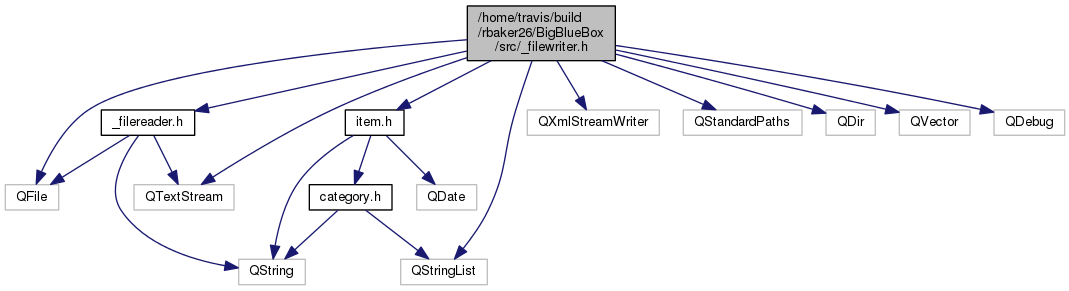 /home/travis/build
/rbaker26/BigBlueBox
/src/_filewriter.h
_filereader.h
item.h
QXmlStreamWriter
QStandardPaths
QDir
QVector
QDebug
QFile
QTextStream
category.h
QDate
QString
QStringList